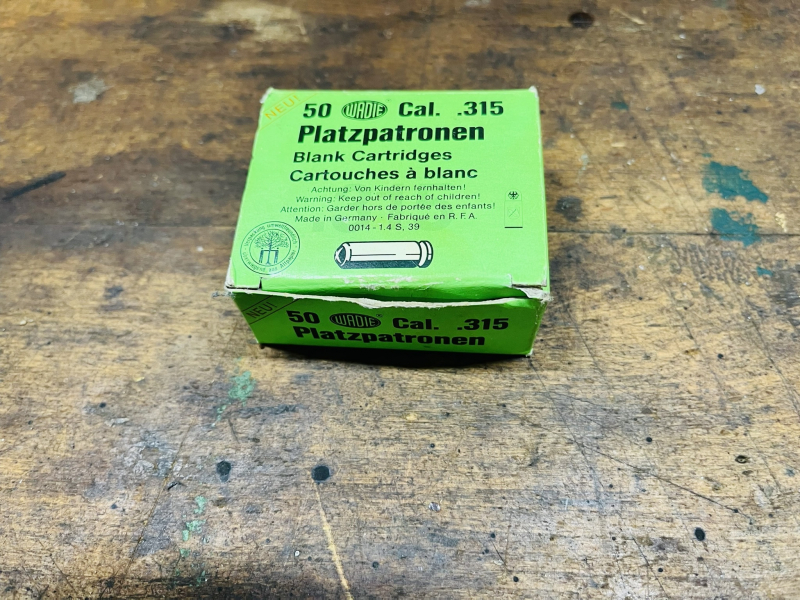 NEU!
50 WADIE Cal. .315
Platzpatronen
Blank Cartridges
Cartouches à blanc
Achtung: Von Kindern fernhalten!
Warning: Keep out of reach of children!
Attention: Garder hors de portée des enfants!
Made in Germany · Fabriqué en R. F. A.
0014 - 1.4 S, 39
NEU!
50 WADIE Cal. .315
Platzpatronen